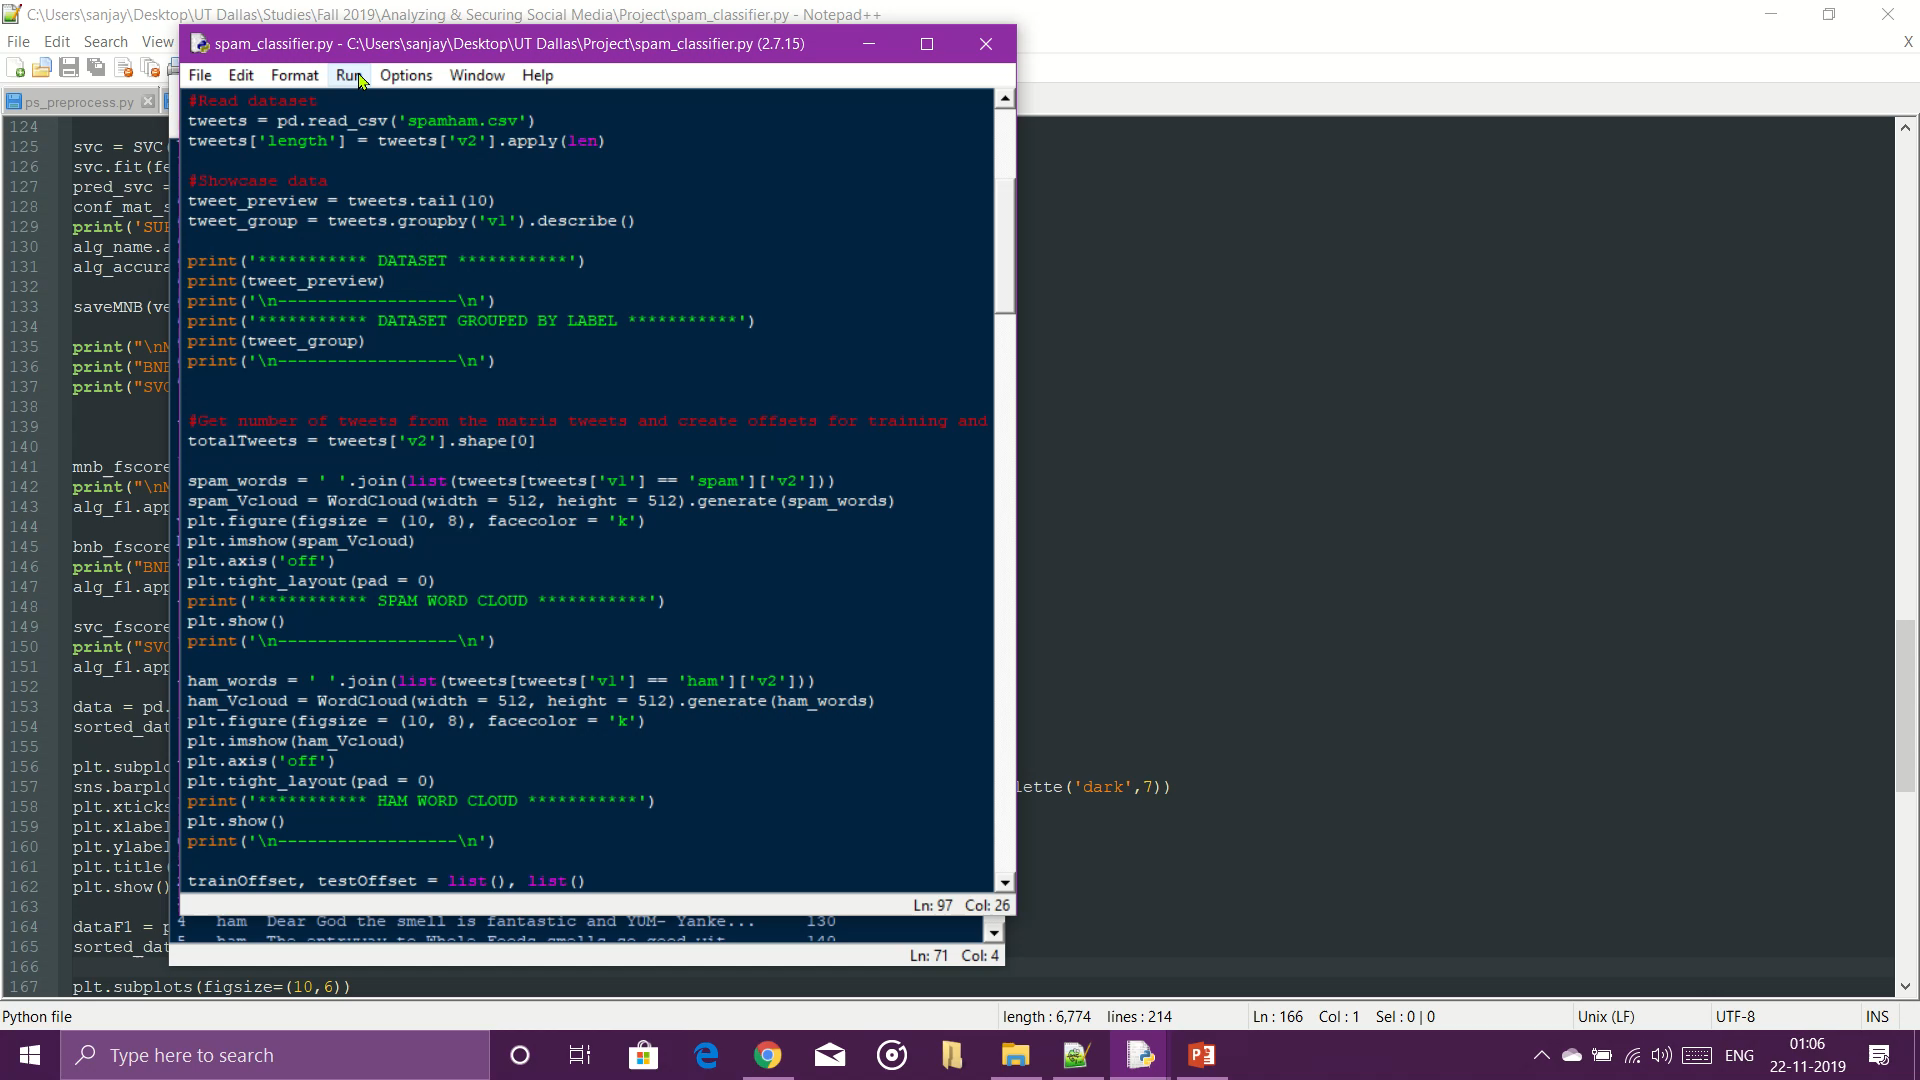 C:\Users\sanjay\Desktop\UT Dallas\Studies\Fall 2019\Analyzing & Securing Social Media\Project\spam_classifier.py - Notepad++
File Edit Search View
X
ps_preprocess.py
spam_classifier.py - C:\Users\sanjay\Desktop\UT Dallas\Project\spam_classifier.py (2.7.15)
File Edit Format Run Options Window Help
#Read dataset
tweets = pd.read_csv('spamham.csv')
tweets['length'] = tweets['v2'].apply(len)
#Showcase data
tweet_preview = tweets.tail(10)
tweet_group = tweets.groupby('v1').describe()
print('*********** DATASET ***********')
print(tweet_preview)
print('\n------------------\n')
print('*********** DATASET GROUPED BY LABEL ***********')
print(tweet_group)
print('\n------------------\n')
#Get number of tweets from the matris tweets and create offsets for training and
totalTweets = tweets['v2'].shape[0]
spam_words = ' '.join(list(tweets[tweets['v1'] == 'spam']['v2']))
spam_Vcloud = WordCloud(width = 512, height = 512).generate(spam_words)
plt.figure(figsize = (10, 8), facecolor = 'k')
plt.imshow(spam_Vcloud)
plt.axis('off')
plt.tight_layout(pad = 0)
print('*********** SPAM WORD CLOUD ***********')
plt.show()
print('\n------------------\n')
ham_words = ' '.join(list(tweets[tweets['v1'] == 'ham']['v2']))
ham_Vcloud = WordCloud(width = 512, height = 512).generate(ham_words)
plt.figure(figsize = (10, 8), facecolor = 'k')
plt.imshow(ham_Vcloud)
plt.axis('off')
plt.tight_layout(pad = 0)
print('*********** HAM WORD CLOUD ***********')
plt.show()
print('\n------------------\n')
trainOffset, testOffset = list(), list()
Ln: 97 Col: 26
4 ham Dear God the smell is fantastic and YUM- Yanke... 130
Ln: 71 Col: 4
124
125 svc = SVC(
126 svc.fit(fe
127 pred_svc =
128 conf_mat_s
129 print('SUP
130 alg_name.a
131 alg_accura
132
133 saveMNB(ve
134
135 print("\nM
136 print("BNB
137 print("SVC
138
139
140
141 mnb_fscore
142 print("\nM
143 alg_f1.app
144
145 bnb_fscore
146 print("BNB
147 alg_f1.app
148
149 svc_fscore
150 print("SVC
151 alg_f1.app
152
153 data = pd.
154 sorted_dat
155
156 plt.subplo
157 sns.barplo lette('dark',7))
158 plt.xticks
159 plt.xlabel
160 plt.ylabel
161 plt.title(
162 plt.show()
163
164 dataF1 = p
165 sorted_dat
166
167 plt.subplots(figsize=(10,6))
Python file length : 6,774 lines : 214 Ln : 166 Col : 1 Sel : 0 | 0 Unix (LF) UTF-8 INS
Type here to search
ENG
01:06
22-11-2019